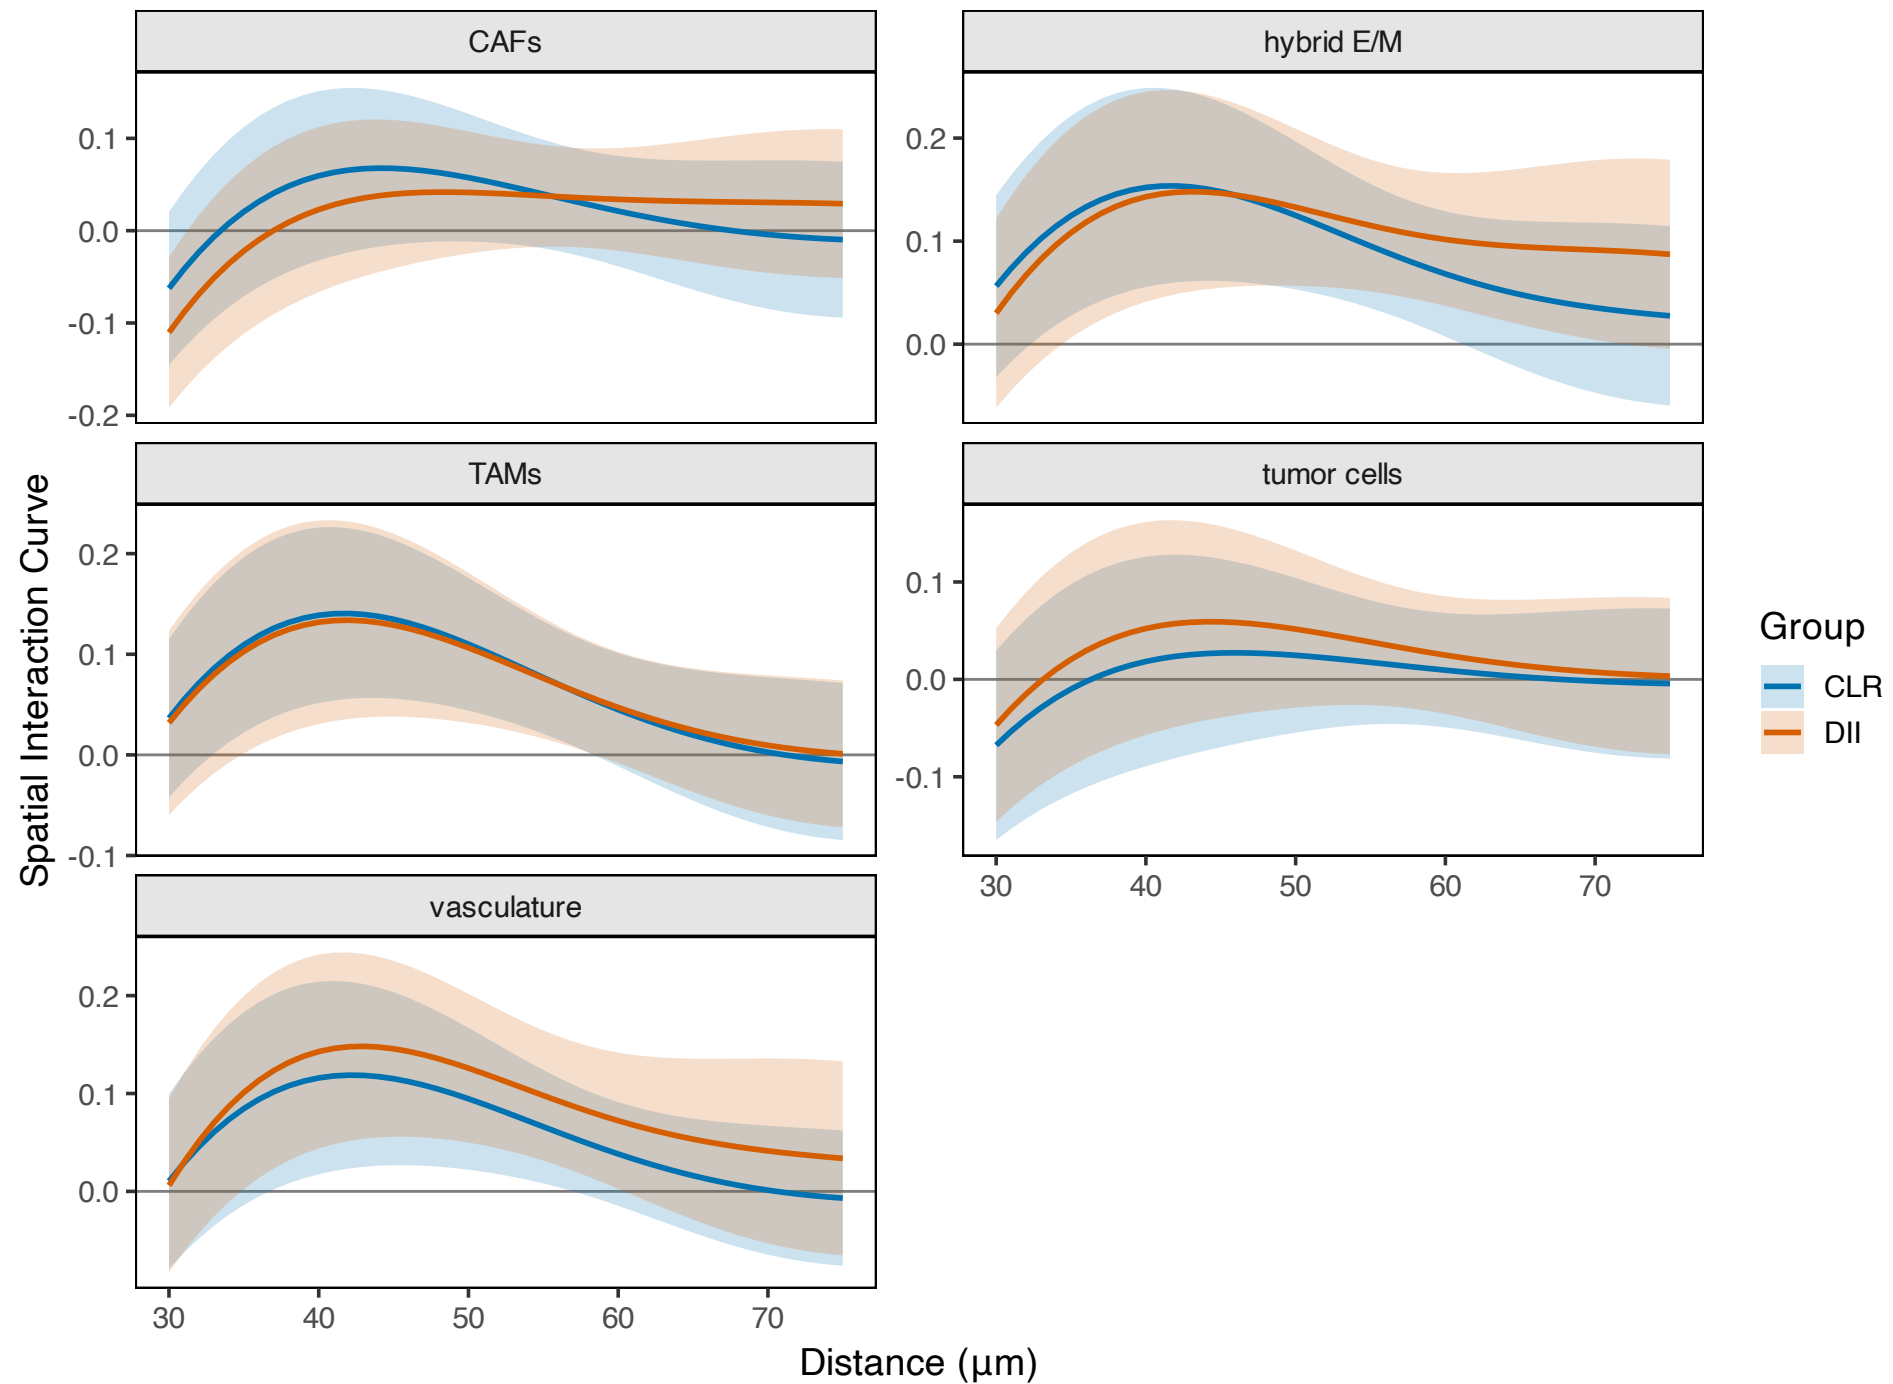 CAFs
hybrid E/M
0.1
0.0
-0.1
-0.2
0.2
0.1
0.0
TAMs
tumor cells
0.2
0.1
0.0
-0.1
0.1
0.0
-0.1
30 40 50 60 70
vasculature
0.2
0.1
0.0
30 40 50 60 70
Spatial Interaction Curve
Distance (µm)
Group
CLR
DII